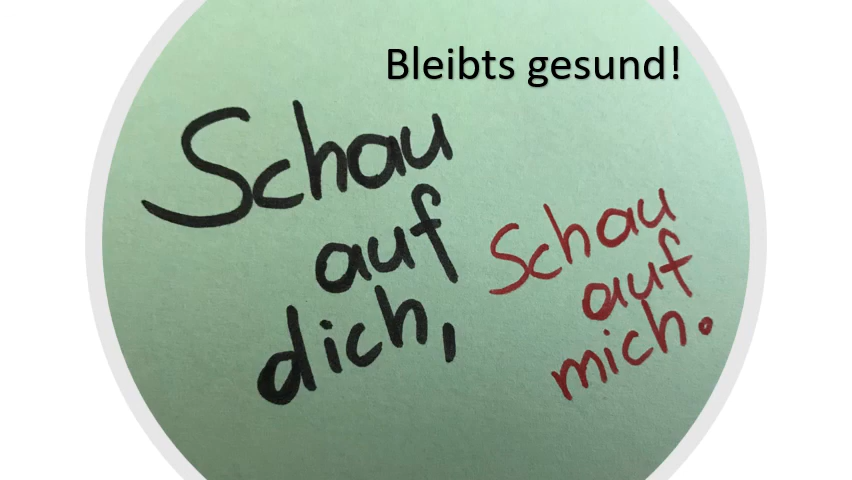 Bleibts gesund!
Schau
auf
dich,
Schau
auf
mich.